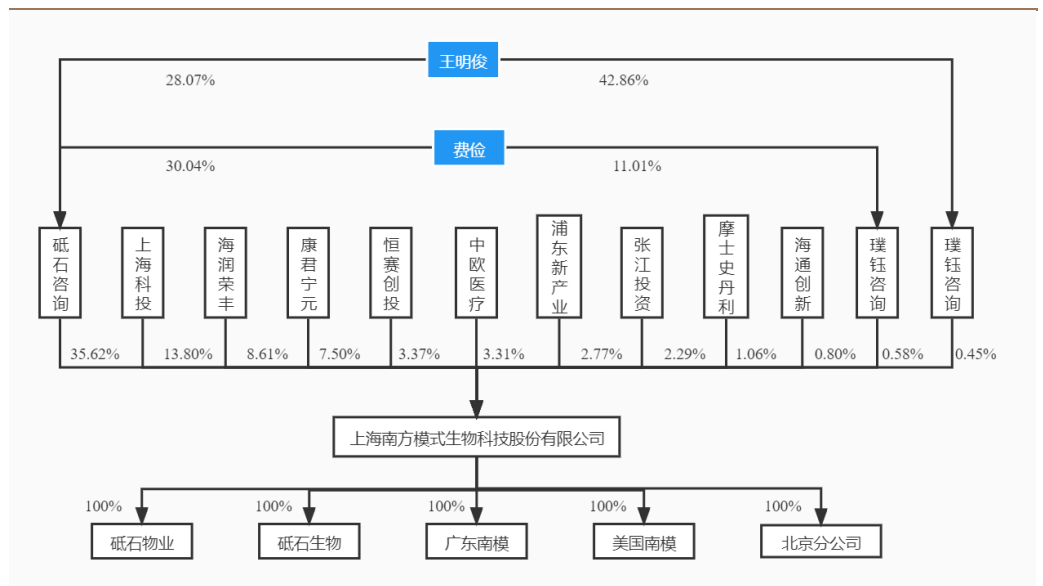 王明俊
28.07%
42.86%
费俭
30.04%
11.01%
砥石咨询
上海科投
海润荣丰
康君宁元
恒赛创投
中欧医疗
浦东新产业
张江投资
摩士史丹利
海通创新
璞钰咨询
璞钰咨询
35.62%
13.80%
8.61%
7.50%
3.37%
3.31%
2.77%
2.29%
1.06%
0.80%
0.58%
0.45%
上海南方模式生物科技股份有限公司
100%
100%
100%
100%
100%
砥石物业
砥石生物
广东南模
美国南模
北京分公司